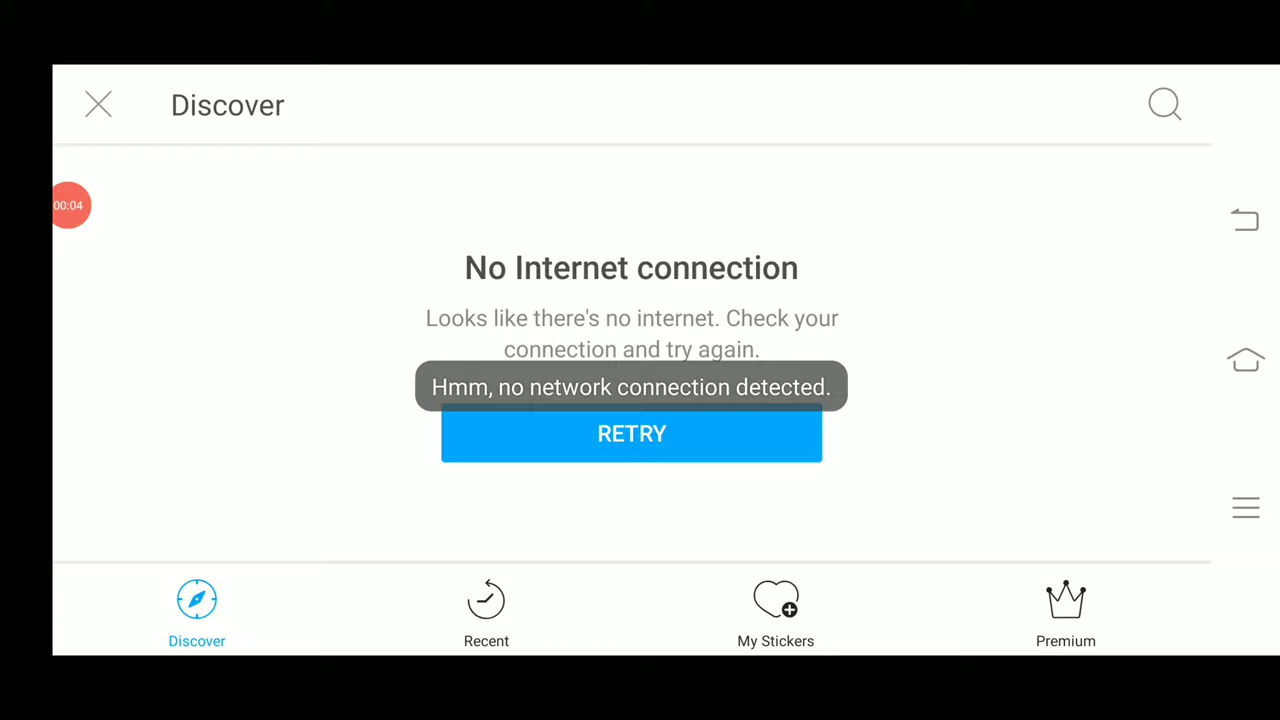 Discover
00:04
No Internet connection
Looks like there's no internet. Check your
connection and try again.
Hmm, no network connection detected.
RETRY
Discover
Recent
My Stickers
Premium